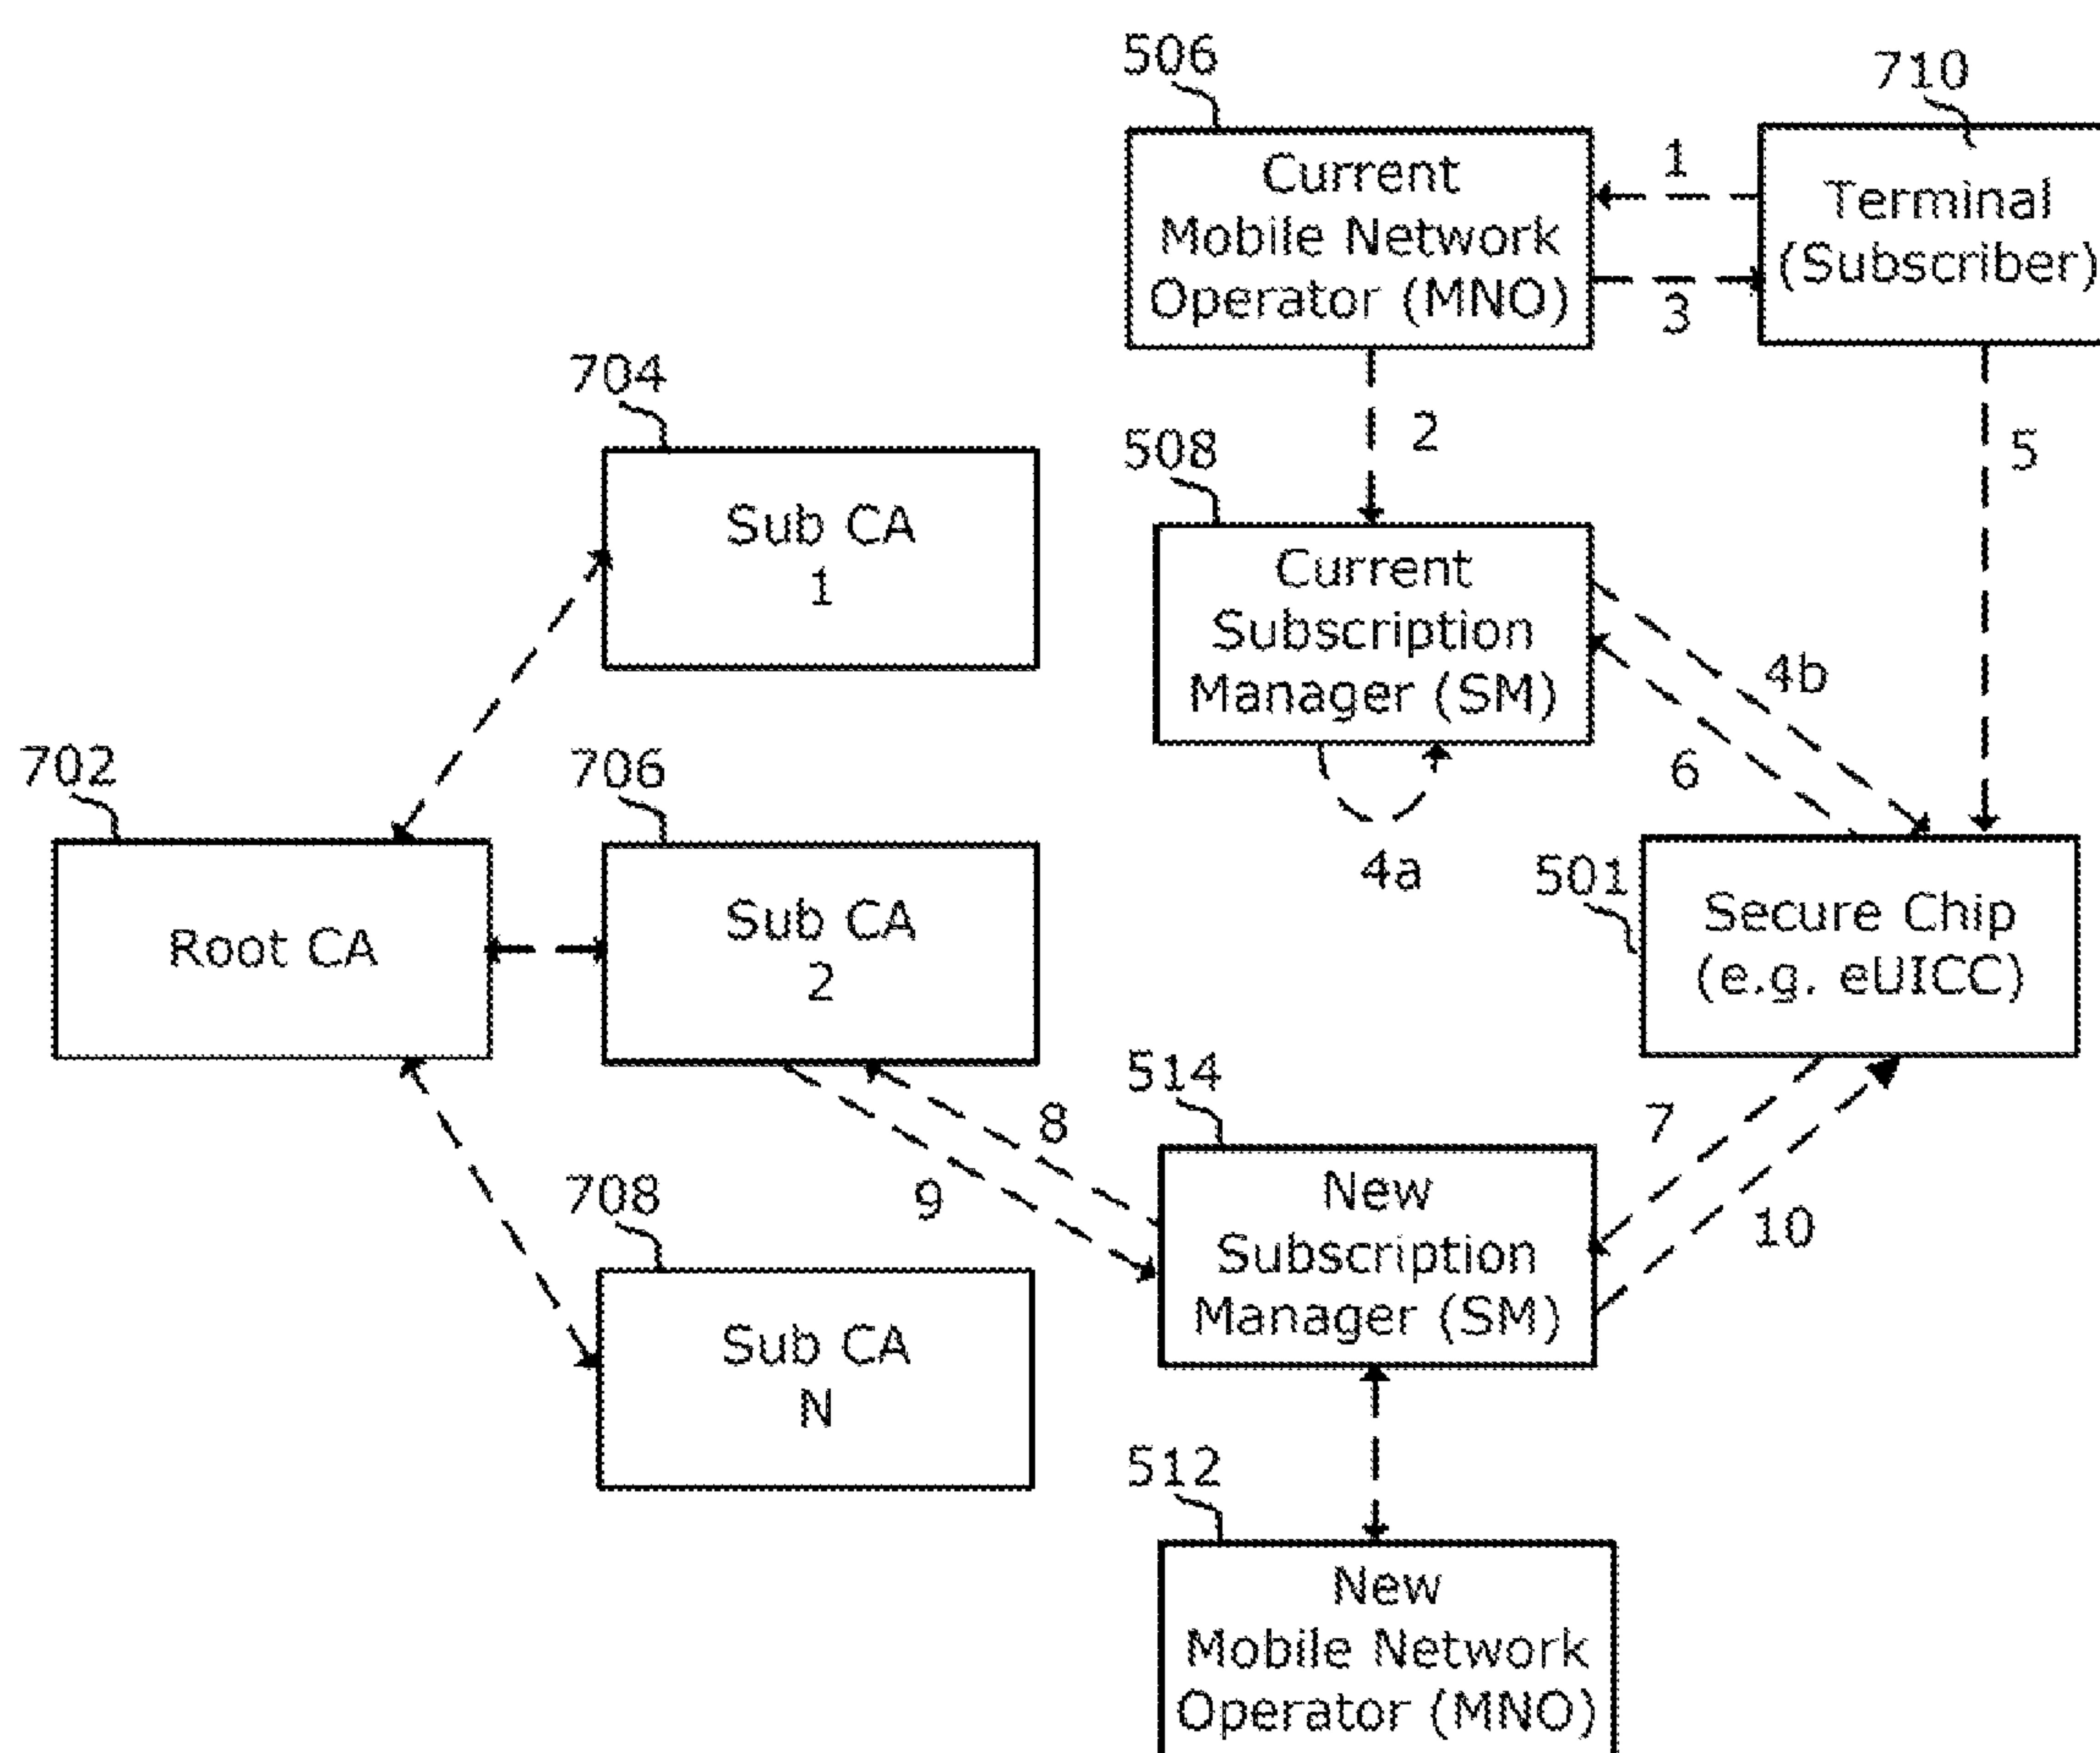 506
710
Current
Mobile Network
Operator (MNO)
1
3
Terminal
(Subscriber)
704
Sub CA
1
508
2
5
Current
Subscription
Manager (SM)
4b
6
4a
702
Root CA
706
Sub CA
2
501
Secure Chip
(e.g. eUICC)
514
8
9
7
10
New
Subscription
Manager (SM)
708
Sub CA
N
512
New
Mobile Network
Operator (MNO)